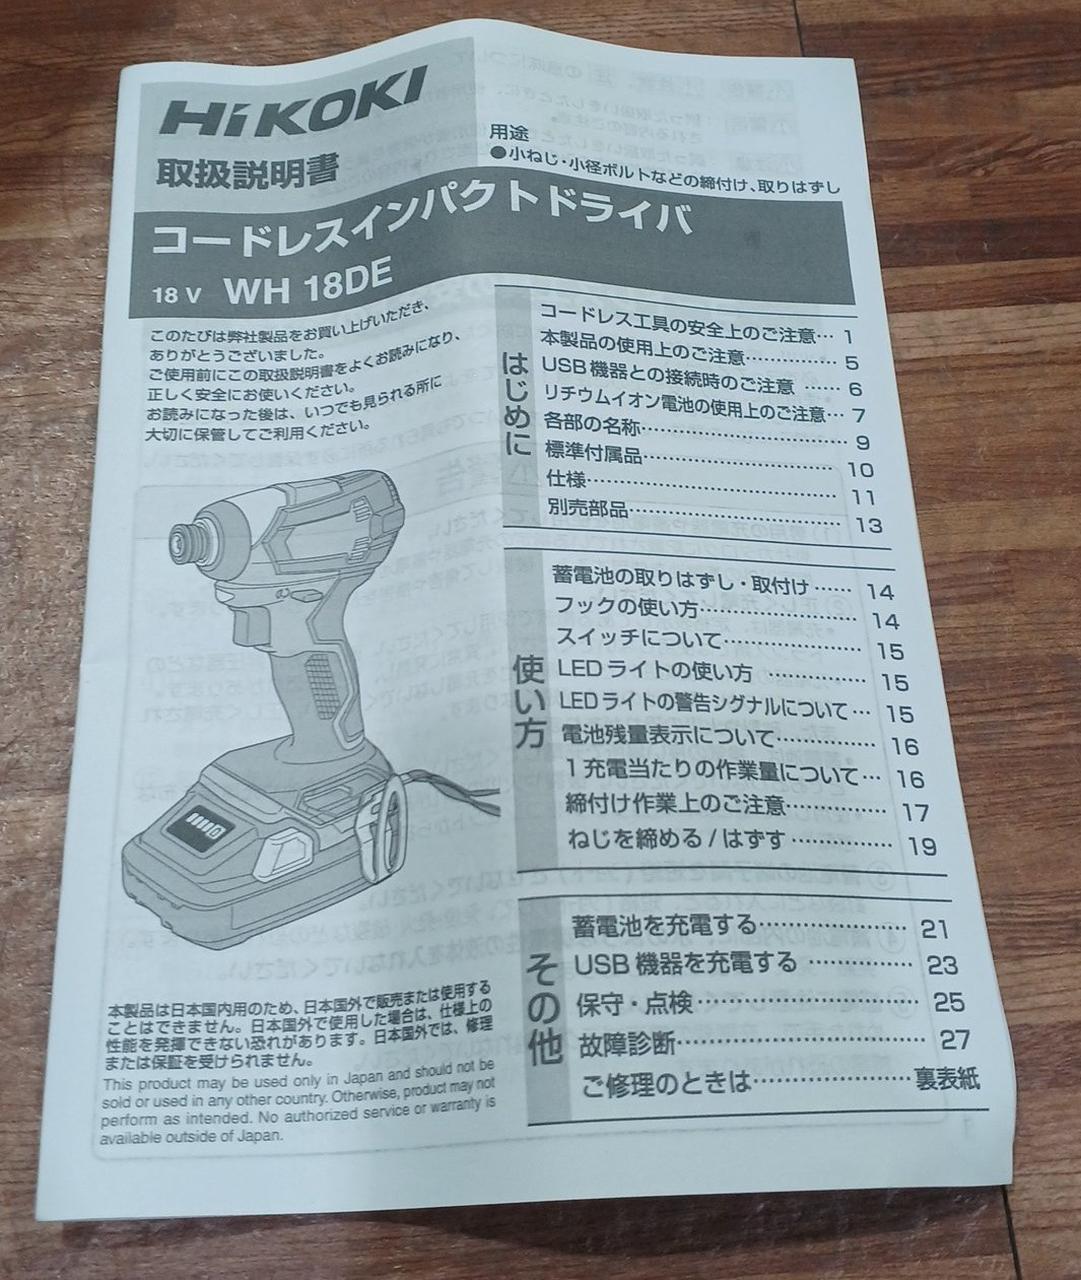 HiKOKI
取扱説明書
用途
●小ねじ・小径ボルトなどの締付け、取りはずし
コードレスインパクトドライバ
18 V WH 18DE
このたびは弊社製品をお買い上げいただき、
ありがとうございました。
ご使用前にこの取扱説明書をよくお読みになり、
正しく安全にお使いください。
お読みになった後は、いつでも見られる所に
大切に保管してご利用ください。
はじめに
コードレス工具の安全上のご注意… 1
本製品の使用上のご注意…………… 5
USB 機器との接続時のご注意 …… 6
リチウムイオン電池の使用上のご注意… 7
各部の名称…………………………… 9
標準付属品…………………………… 10
仕様…………………………………… 11
別売部品……………………………… 13
使い方
蓄電池の取りはずし・取付け…… 14
フックの使い方…………………… 14
スイッチについて………………… 15
LED ライトの使い方 …………… 15
LED ライトの警告シグナルについて… 15
電池残量表示について…………… 16
1 充電当たりの作業量について… 16
締付け作業上のご注意…………… 17
ねじを締める / はずす …………… 19
その他
蓄電池を充電する………………… 21
USB 機器を充電する …………… 23
保守・点検………………………… 25
故障診断…………………………… 27
ご修理のときは…………………… 裏表紙
本製品は日本国内用のため、日本国外で販売または使用する
ことはできません。日本国外で使用した場合は、仕様上の
性能を発揮できない恐れがあります。日本国外では、修理
または保証を受けられません。
This product may be used only in Japan and should not be
sold or used in any other country. Otherwise, product may not
perform as intended. No authorized service or warranty is
available outside of Japan.